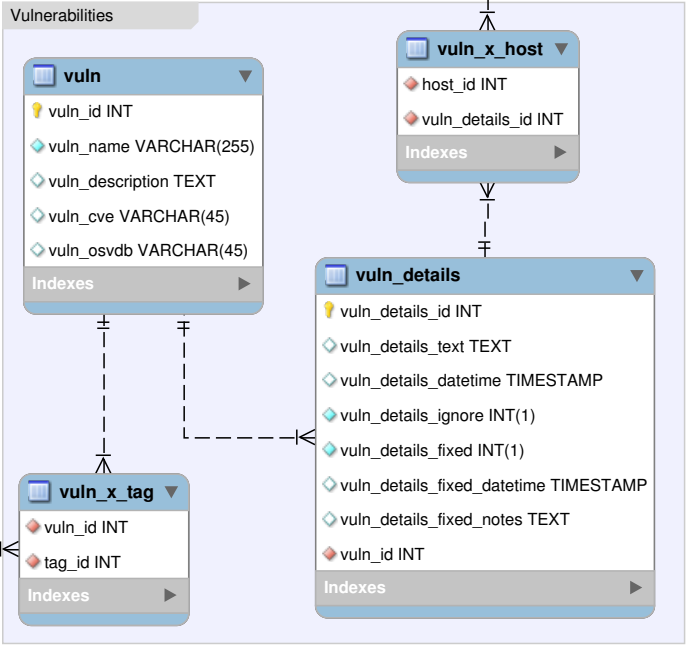 Vulnerabilities
vuln
vuln_id INT
vuln_name VARCHAR(255)
vuln_description TEXT
vuln_cve VARCHAR(45)
vuln_osvdb VARCHAR(45)
Indexes
vuln_x_host
host_id INT
vuln_details_id INT
Indexes
vuln_details
vuln_details_id INT
vuln_details_text TEXT
vuln_details_datetime TIMESTAMP
vuln_details_ignore INT(1)
vuln_details_fixed INT(1)
vuln_details_fixed_datetime TIMESTAMP
vuln_details_fixed_notes TEXT
vuln_id INT
Indexes
vuln_x_tag
vuln_id INT
tag_id INT
Indexes